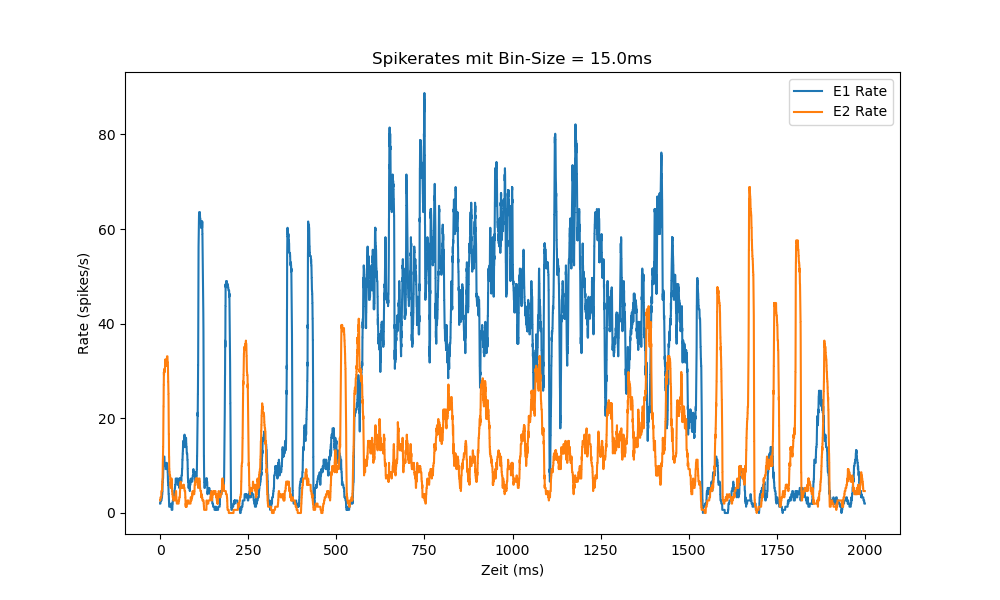 Spikerates mit Bin-Size = 15.0ms
E1 Rate
E2 Rate
Rate (spikes/s)
80
60
40
20
0
0 250 500 750 1000 1250 1500 1750 2000
Zeit (ms)